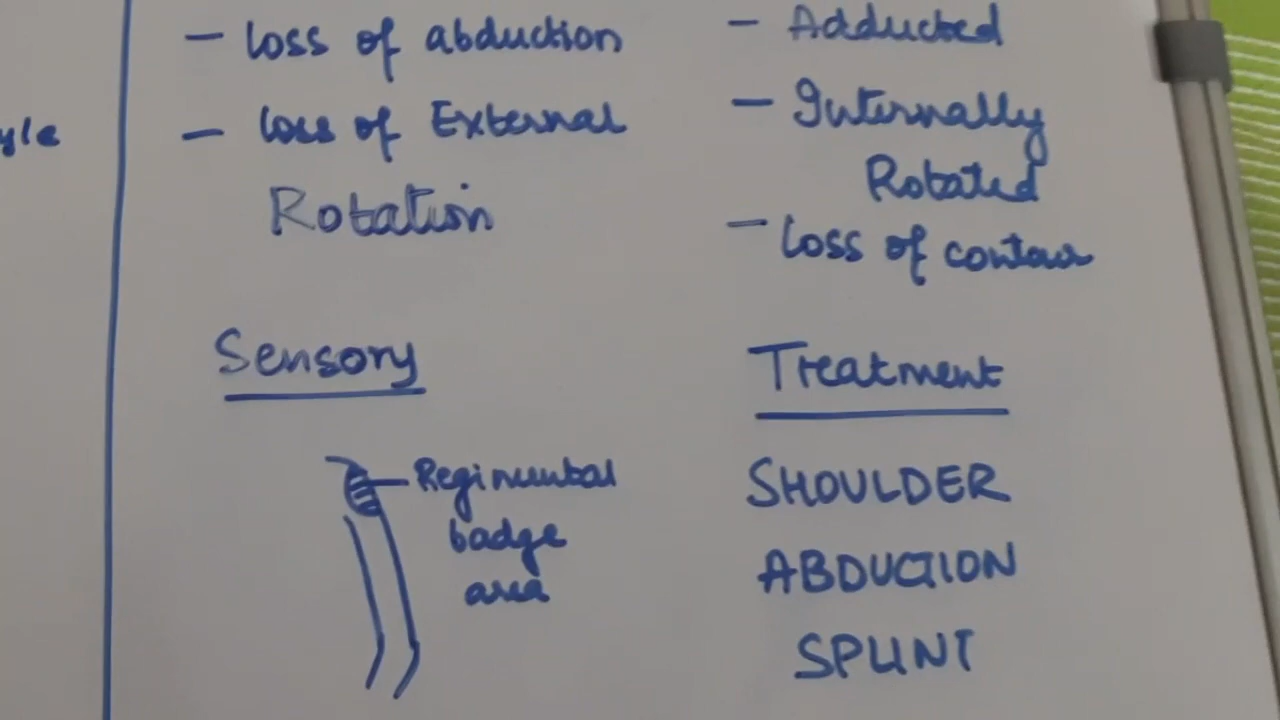 yle
- Loss of abduction
- Loss of External
Rotation
Sensory
Regimental
badge
area
- Adducted
- Internally
Rotated
- Loss of contour
Treatment
SHOULDER
ABDUCTION
SPLINT